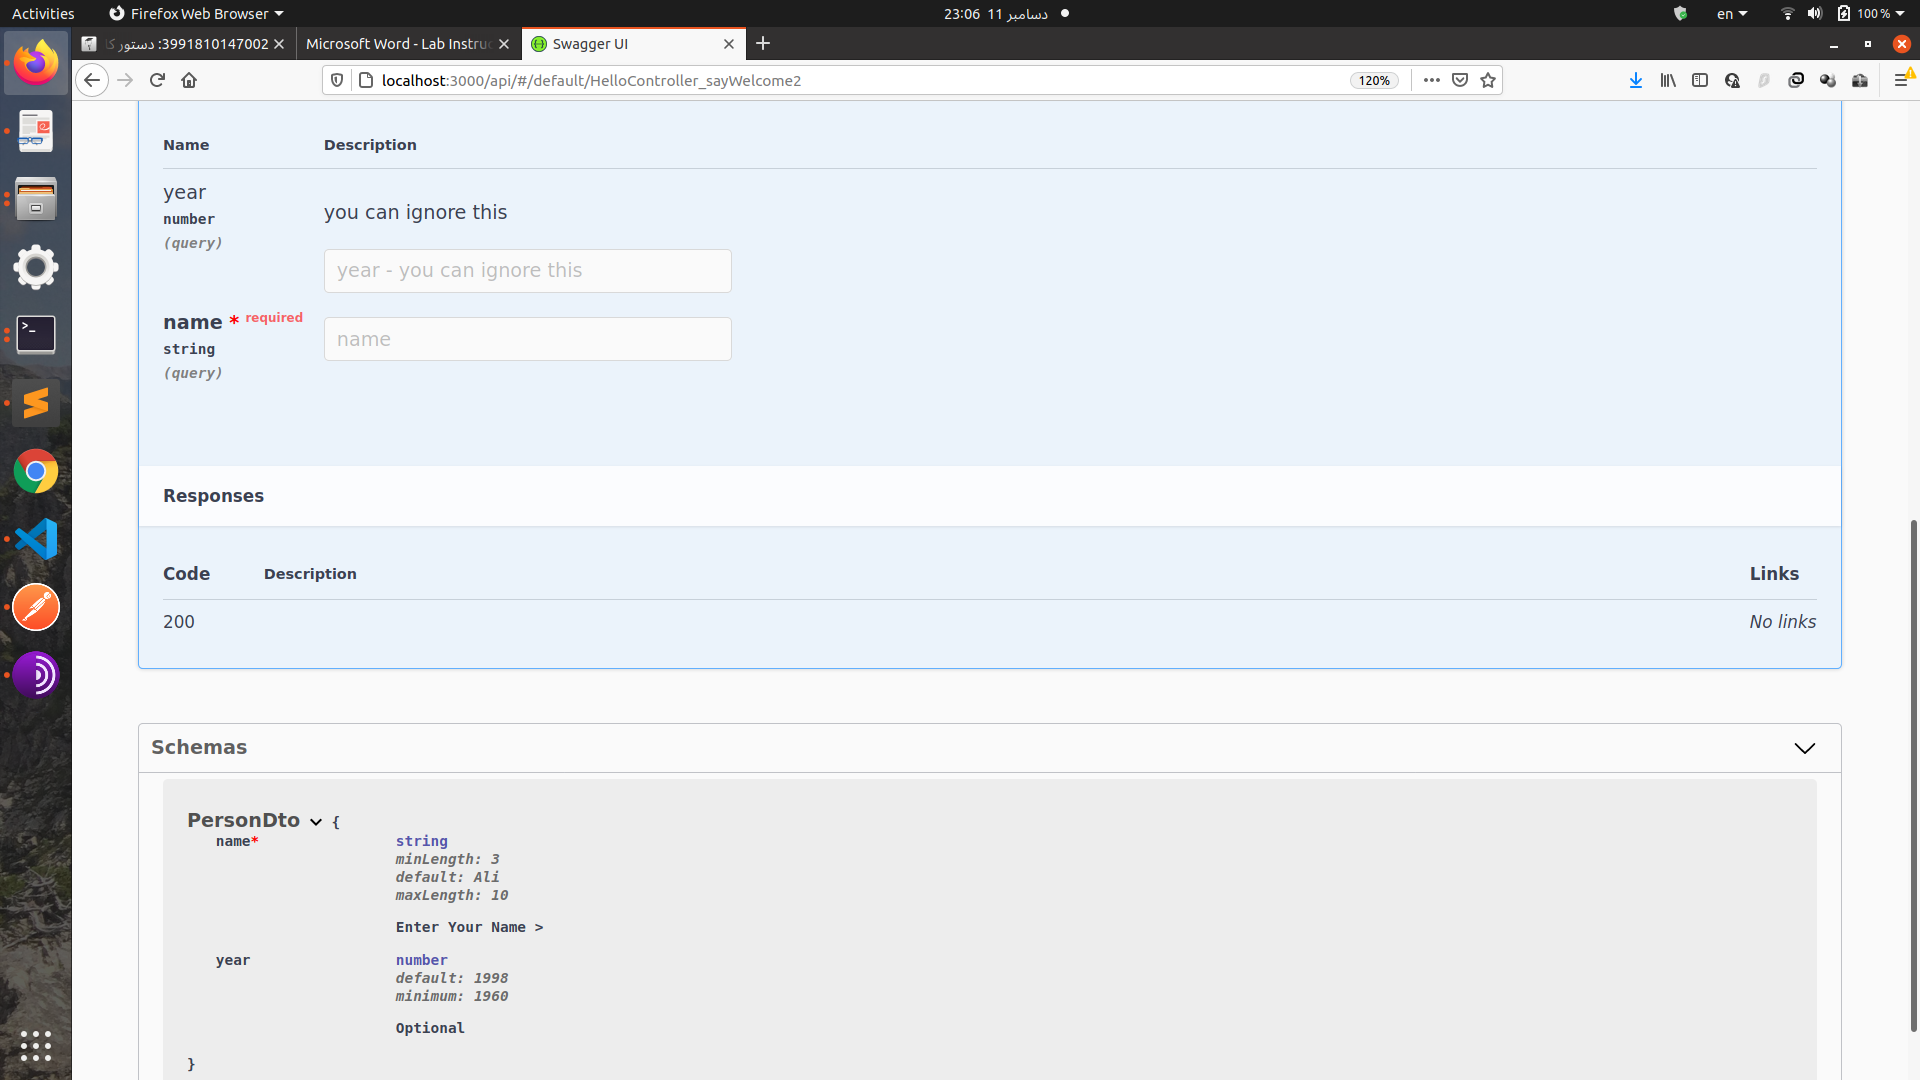 Activities
Firefox Web Browser
23:06 11 دسامبر
en
100 %
3991810147002: دستور کا
Microsoft Word - Lab Instru
Swagger UI
localhost:3000/api/#/default/HelloController_sayWelcome2
120%
Name Description
year
number
(query)
you can ignore this
year - you can ignore this
name * required
string
(query)
name
Responses
Code Description Links
200 No links
Schemas
PersonDto {
name* string
minLength: 3
default: Ali
maxLength: 10
Enter Your Name >
year number
default: 1998
minimum: 1960
Optional
}